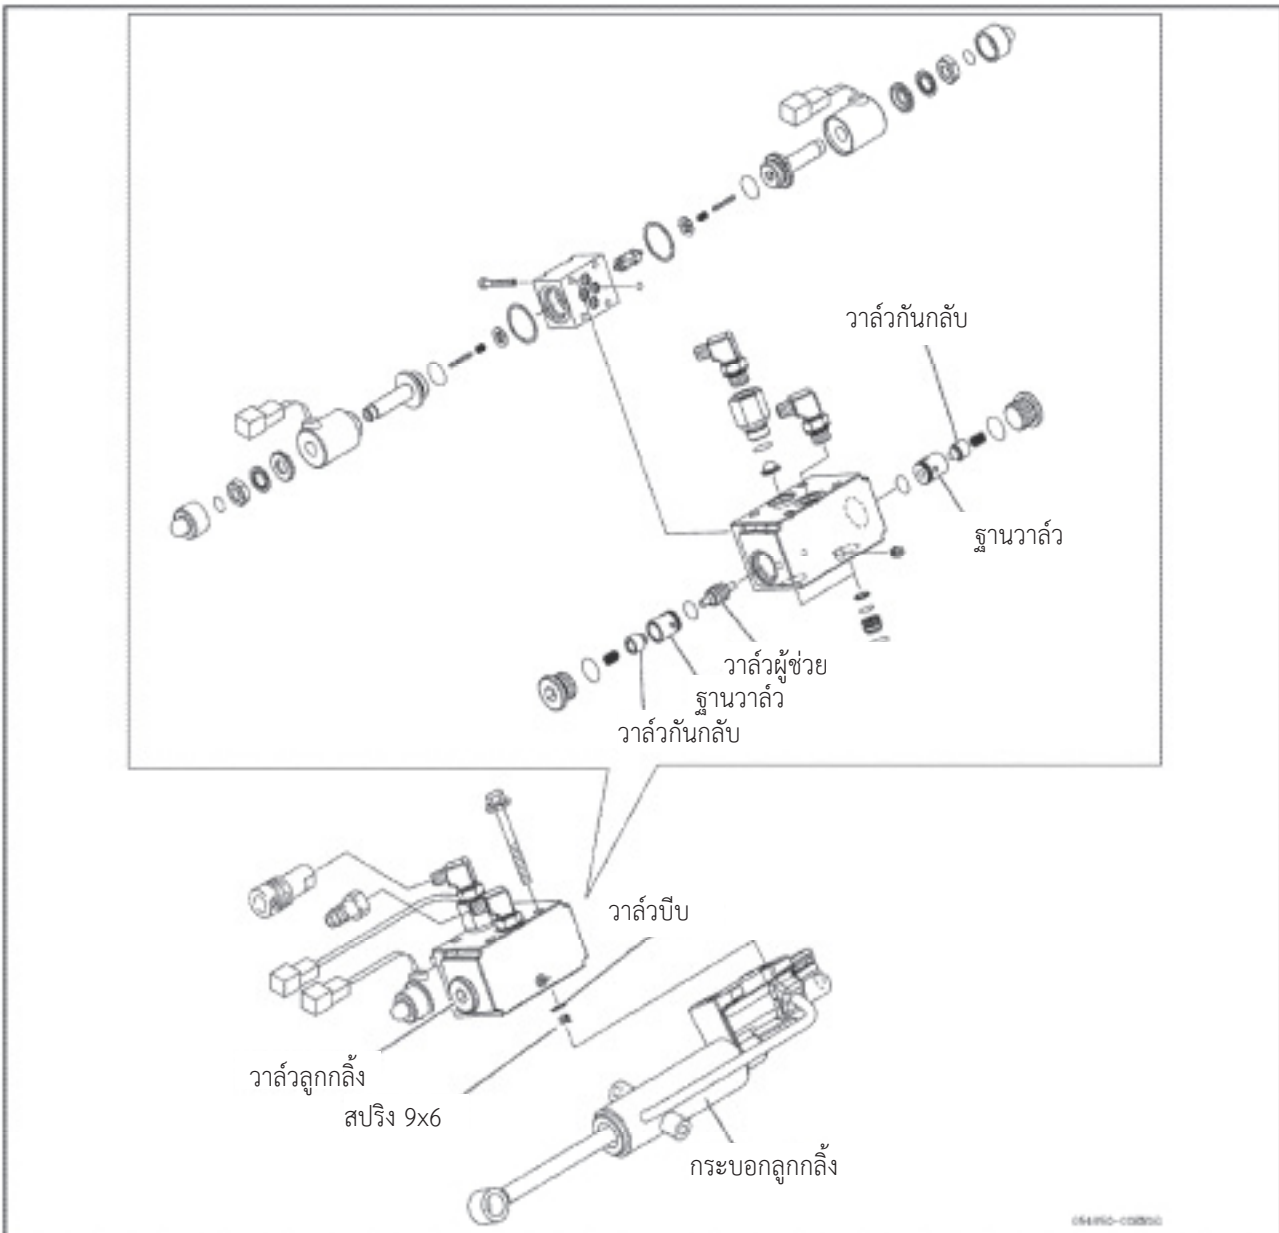 วาล์วกันกลับ
ฐานวาล์ว
วาล์วผู้ช่วย
ฐานวาล์ว
วาล์วกันกลับ
วาล์วบีบ
วาล์วลูกกลิ้ง
สปริง 9x6
กระบอกลูกกลิ้ง